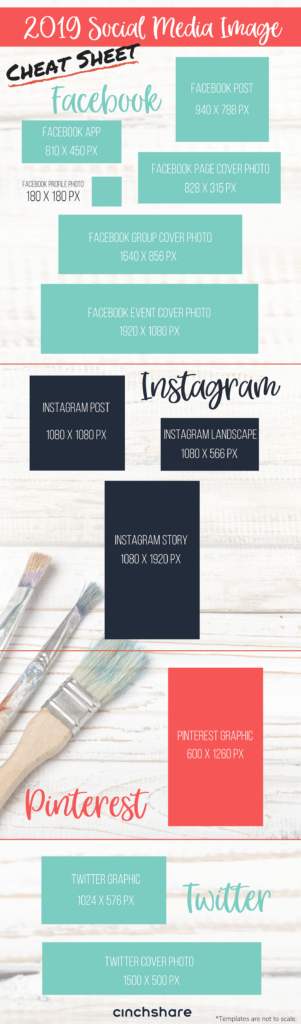 2019 Social Media Image
CHEAT SHEET
Facebook
FACEBOOK POST
940 X 788 PX
FACEBOOK APP
810 X 450 PX
FACEBOOK PAGE COVER PHOTO
828 X 315 PX
FACEBOOK PROFILE PHOTO
180 X 180 PX
FACEBOOK GROUP COVER PHOTO
1640 X 856 PX
FACEBOOK EVENT COVER PHOTO
1920 X 1080 PX
Instagram
INSTAGRAM POST
1080 X 1080 PX
INSTAGRAM LANDSCAPE
1080 X 566 PX
INSTAGRAM STORY
1080 X 1920 PX
PINTEREST GRAPHIC
600 X 1260 PX
Pinterest
TWITTER GRAPHIC
1024 X 576 PX
Twitter
TWITTER COVER PHOTO
1500 X 500 PX
cinchshare
*Templates are not to scale.